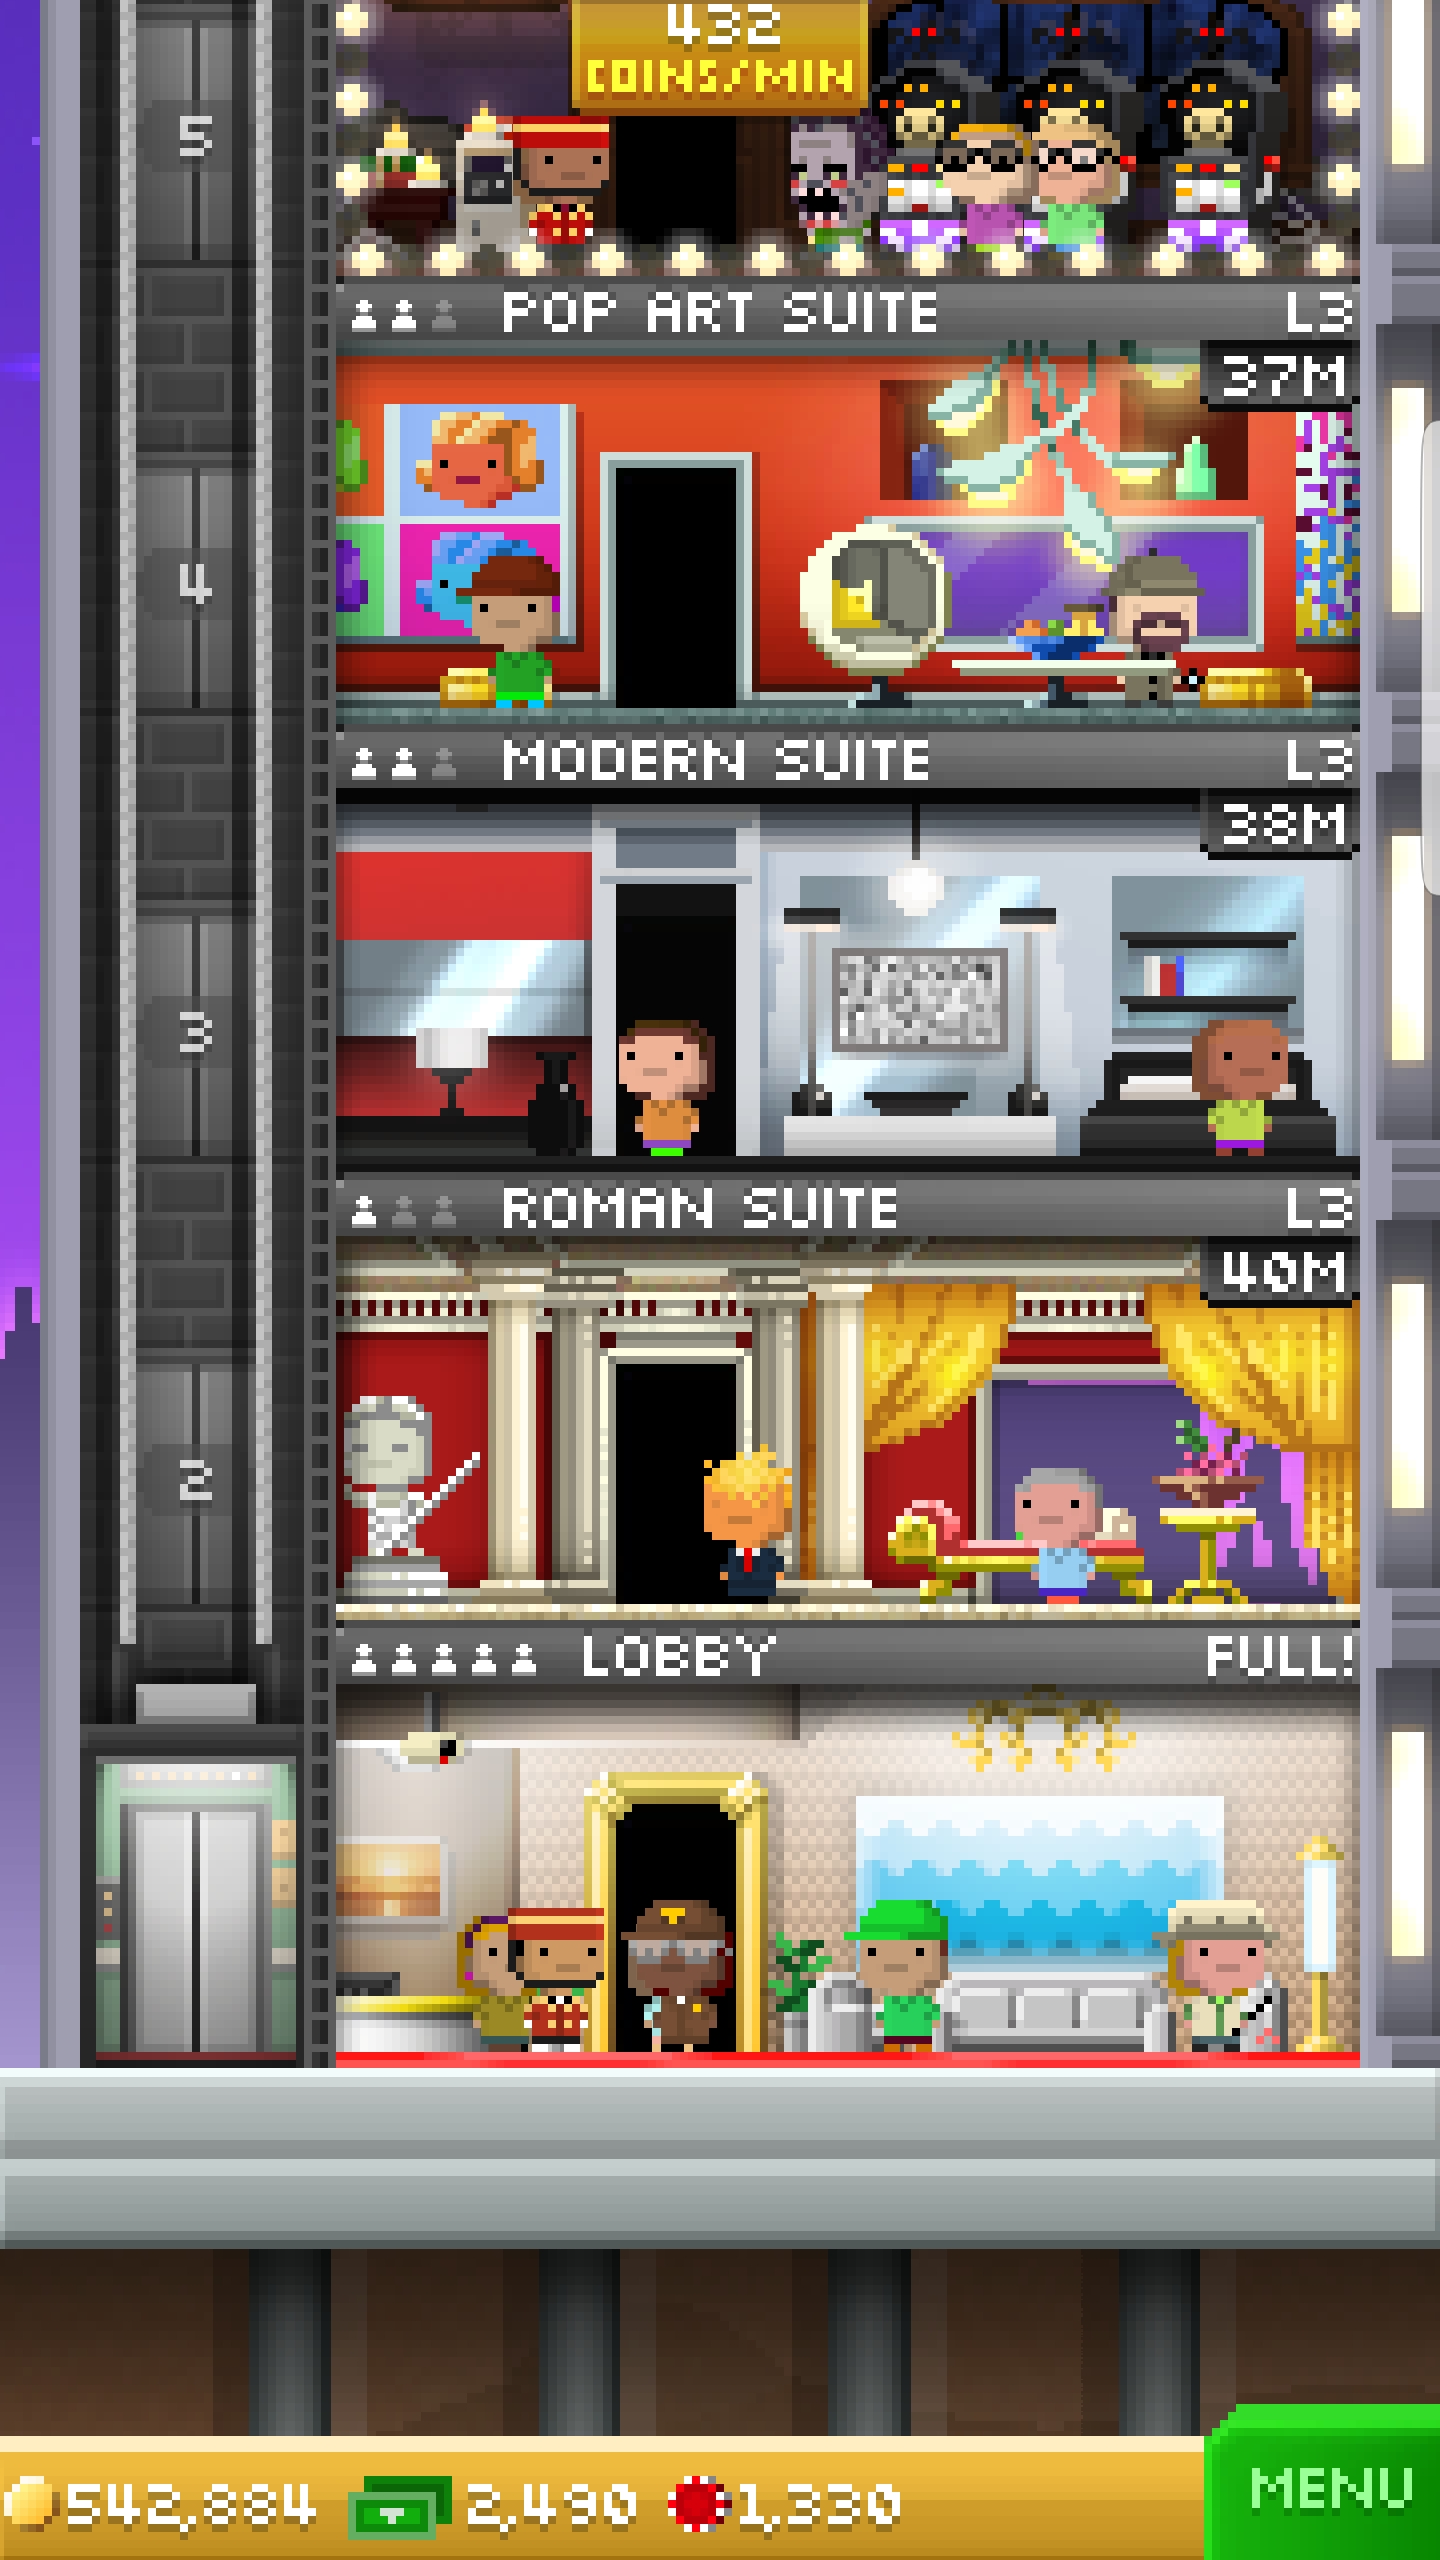 432
COINS/MIN
5
POP ART SUITE L3
37M
4
MODERN SUITE L3
38M
3
ROMAN SUITE L3
40M
2
LOBBY FULL!
542,884 2,490 1,330 MENU